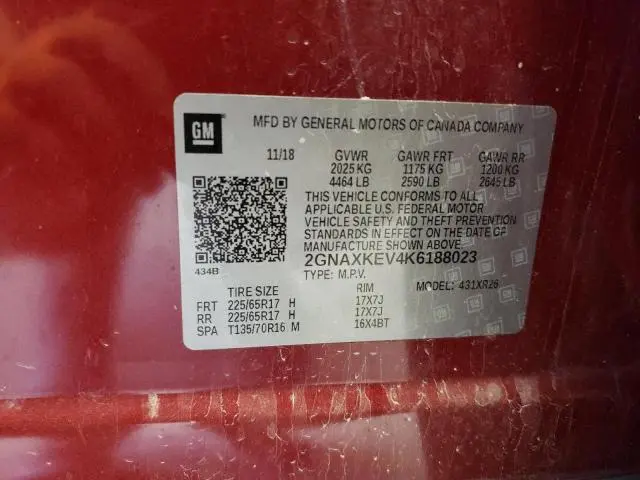 GM
MFD BY GENERAL MOTORS OF CANADA COMPANY
11/18 GVWR GAWR FRT GAWR RR
2025 KG 1175 KG 1200 KG
4464 LB 2590 LB 2645 LB
THIS VEHICLE CONFORMS TO ALL
APPLICABLE U.S. FEDERAL MOTOR
VEHICLE SAFETY AND THEFT PREVENTION
STANDARDS IN EFFECT ON THE DATE OF
MANUFACTURE SHOWN ABOVE.
2GNAXKEV4K6188023
434B
TYPE: M.P.V. MODEL: 431XR26
TIRE SIZE RIM
FRT 225/65R17 H 17X7J
RR 225/65R17 H 17X7J
SPA T135/70R16 M 16X4BT